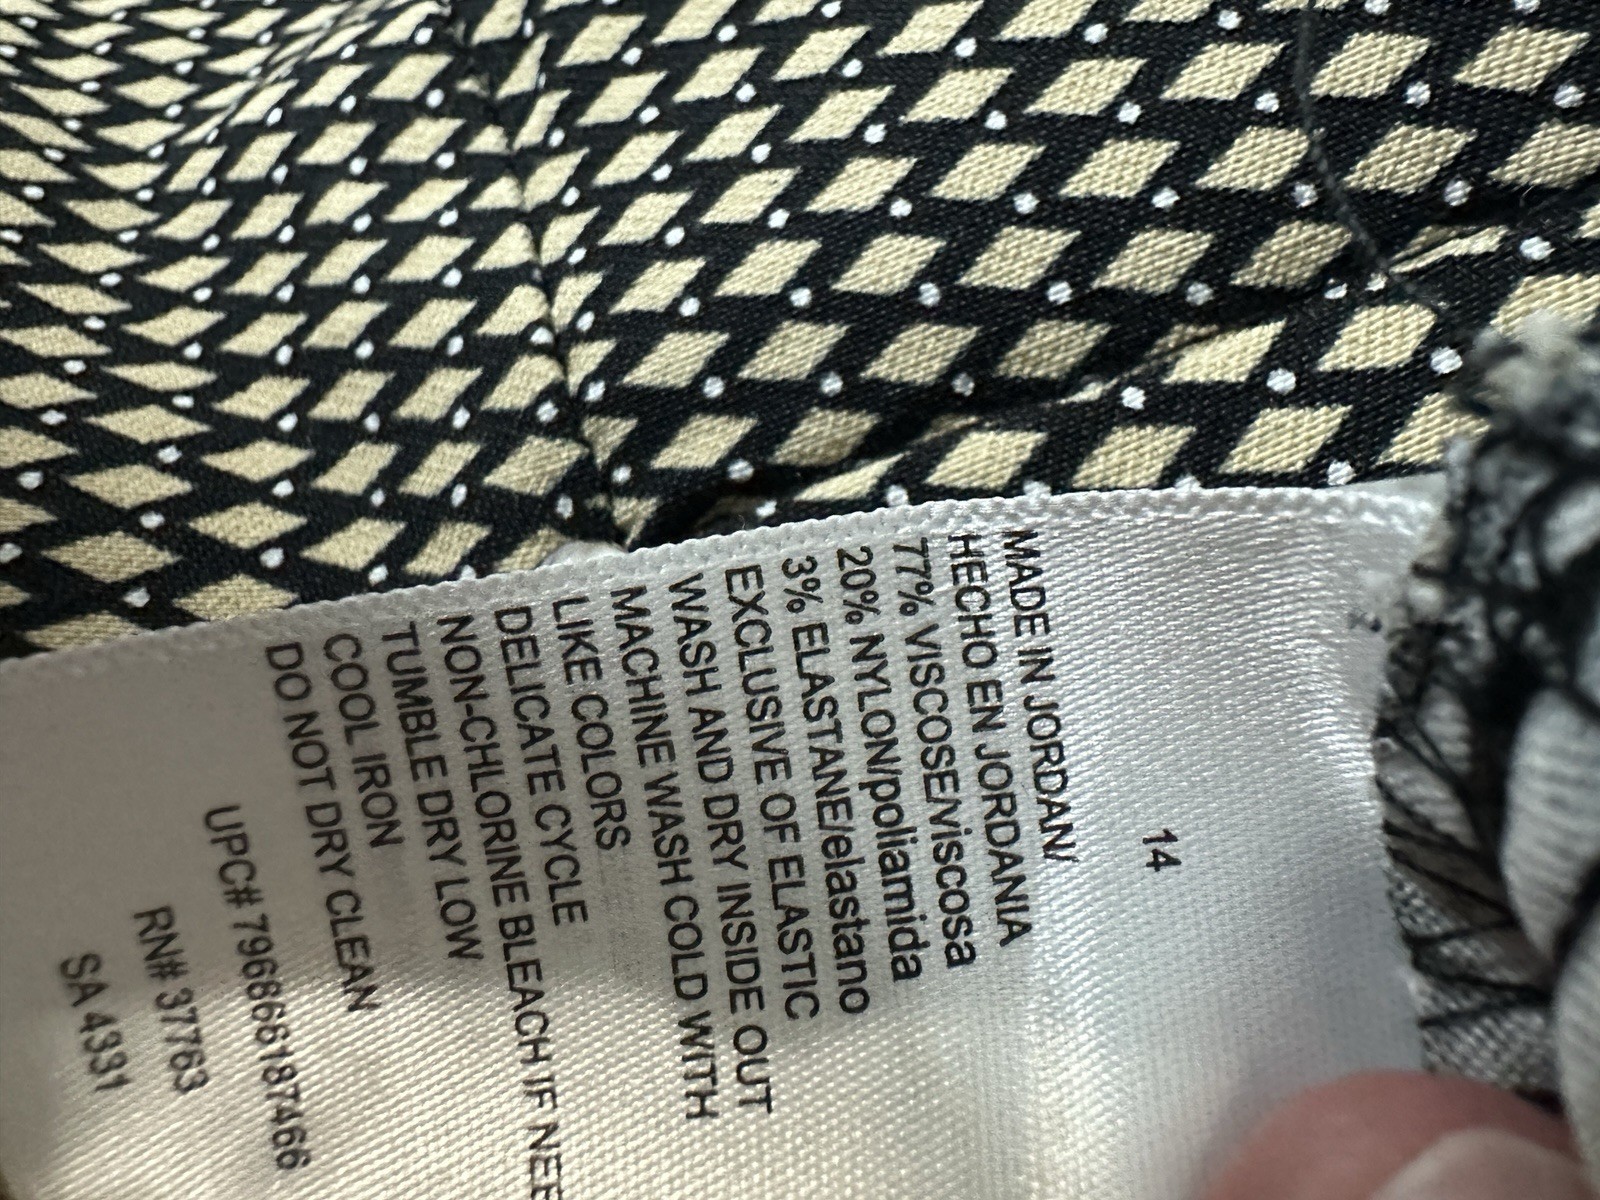 14
MADE IN JORDAN/
HECHO EN JORDANIA
77% VISCOSE/viscosa
20% NYLON/poliamida
3% ELASTANE/elastano
EXCLUSIVE OF ELASTIC
WASH AND DRY INSIDE OUT
MACHINE WASH COLD WITH
LIKE COLORS
DELICATE CYCLE
NON-CHLORINE BLEACH IF NEE
TUMBLE DRY LOW
COOL IRON
DO NOT DRY CLEAN
UPC# 796866187466
RN# 37763
SA 4331